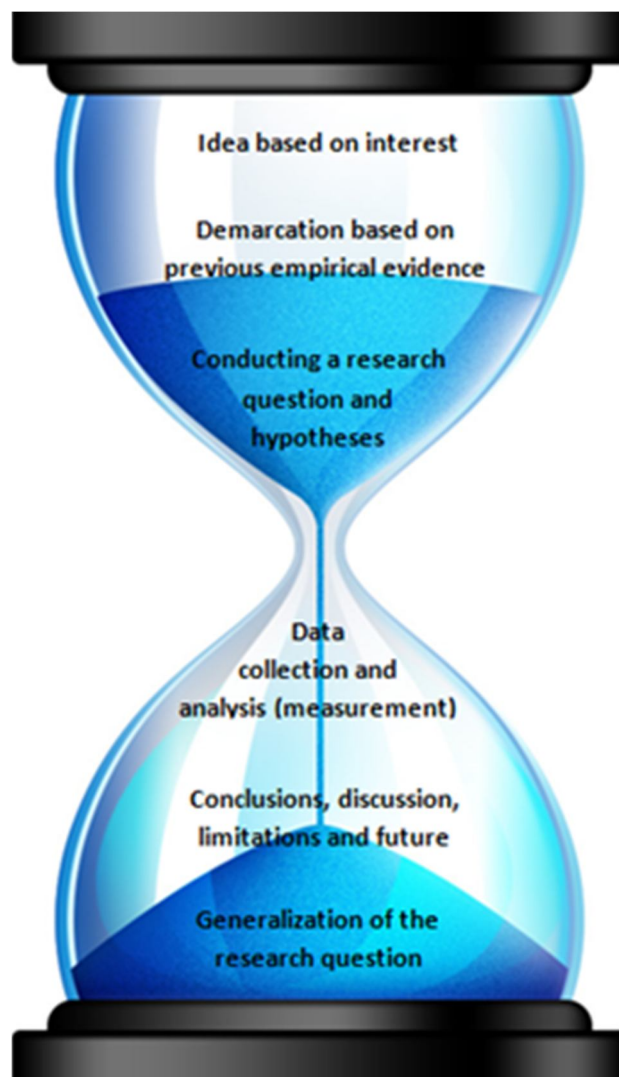 Idea based on interest
Demarcation based on
previous empirical evidence
Conducting a research
question and
hypotheses
Data
collection and
analysis (measurement)
Conclusions, discussion,
limitations and future
Generalization of the
research question